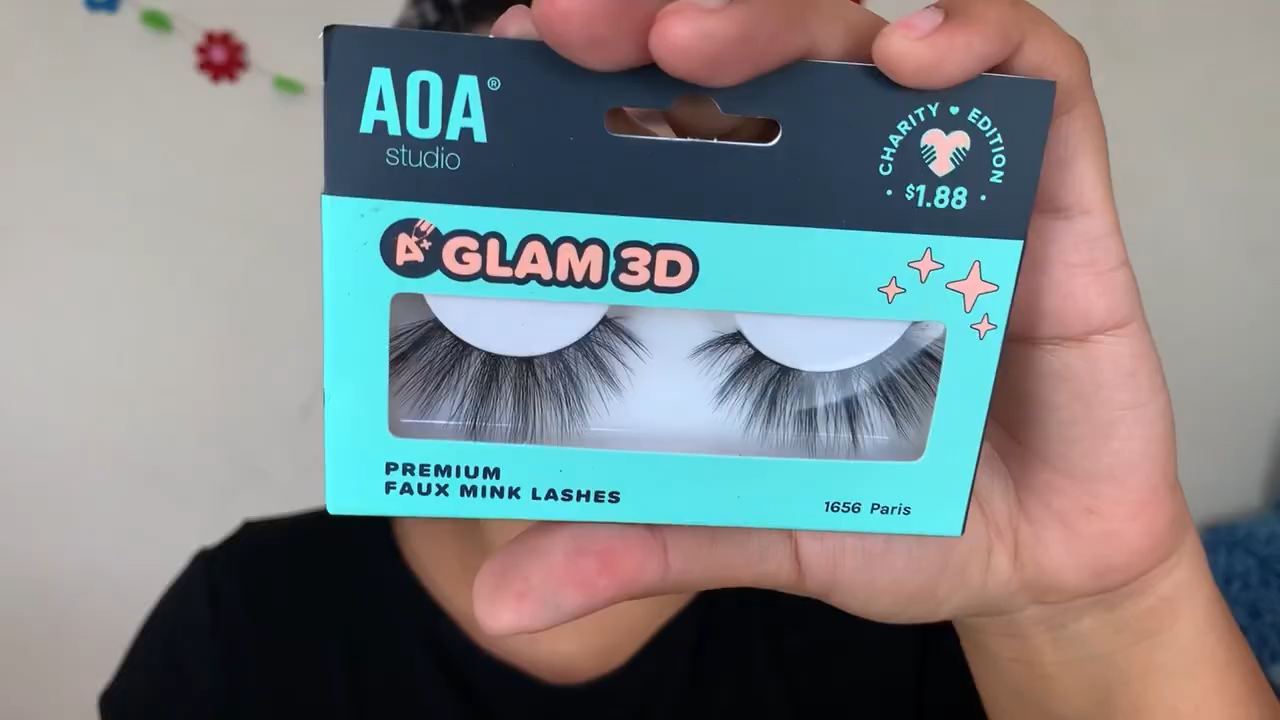 AOA®
studio
CHARITY ♥ EDITION
$1.88
A+ GLAM 3D
PREMIUM
FAUX MINK LASHES
1656 Paris